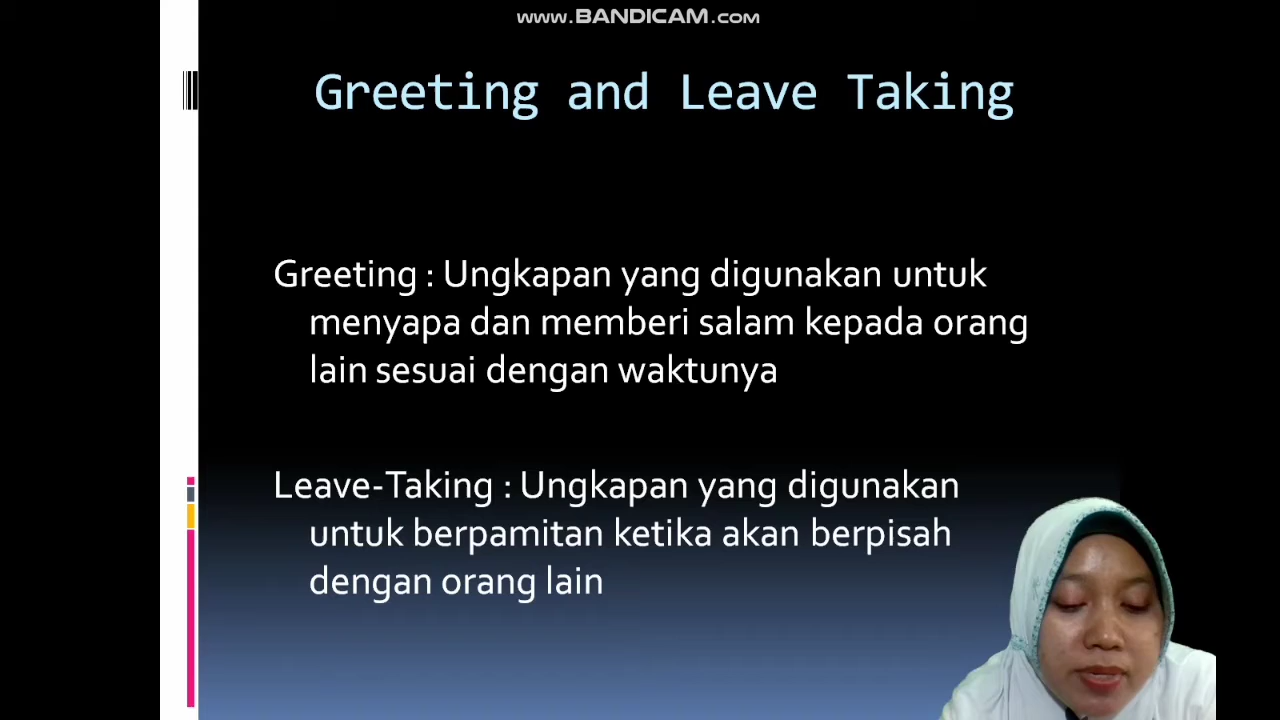 www.BANDICAM.com
Greeting and Leave Taking
Greeting : Ungkapan yang digunakan untuk
menyapa dan memberi salam kepada orang
lain sesuai dengan waktunya
Leave-Taking : Ungkapan yang digunakan
untuk berpamitan ketika akan berpisah
dengan orang lain